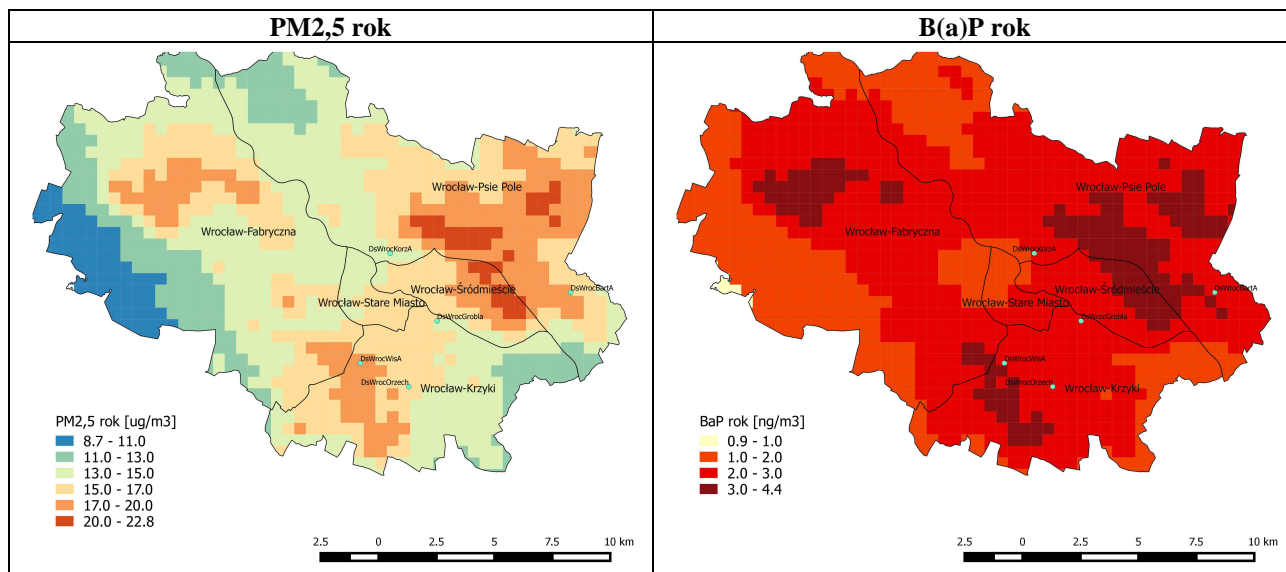 PM2,5 rok
B(a)P rok
Wrocław-Psie Pole
Wrocław-Fabryczna
DsWrocKorzA
Wrocław-Śródmieście
DsWrocBartA
Wrocław-Stare Miasto
DsWrocGrobla
DsWrocWisA
DsWrocOrzech
Wrocław-Krzyki
PM2,5 rok [ug/m3]
8.7 - 11.0
11.0 - 13.0
13.0 - 15.0
15.0 - 17.0
17.0 - 20.0
20.0 - 22.8
2.5 0 2.5 5 7.5 10 km
Wrocław-Psie Pole
Wrocław-Fabryczna
DsWrocKorzA
Wrocław-Śródmieście
DsWrocBartA
Wrocław-Stare Miasto
DsWrocGrobla
DsWrocWisA
DsWrocOrzech
Wrocław-Krzyki
BaP rok [ng/m3]
0.9 - 1.0
1.0 - 2.0
2.0 - 3.0
3.0 - 4.4
2.5 0 2.5 5 7.5 10 km